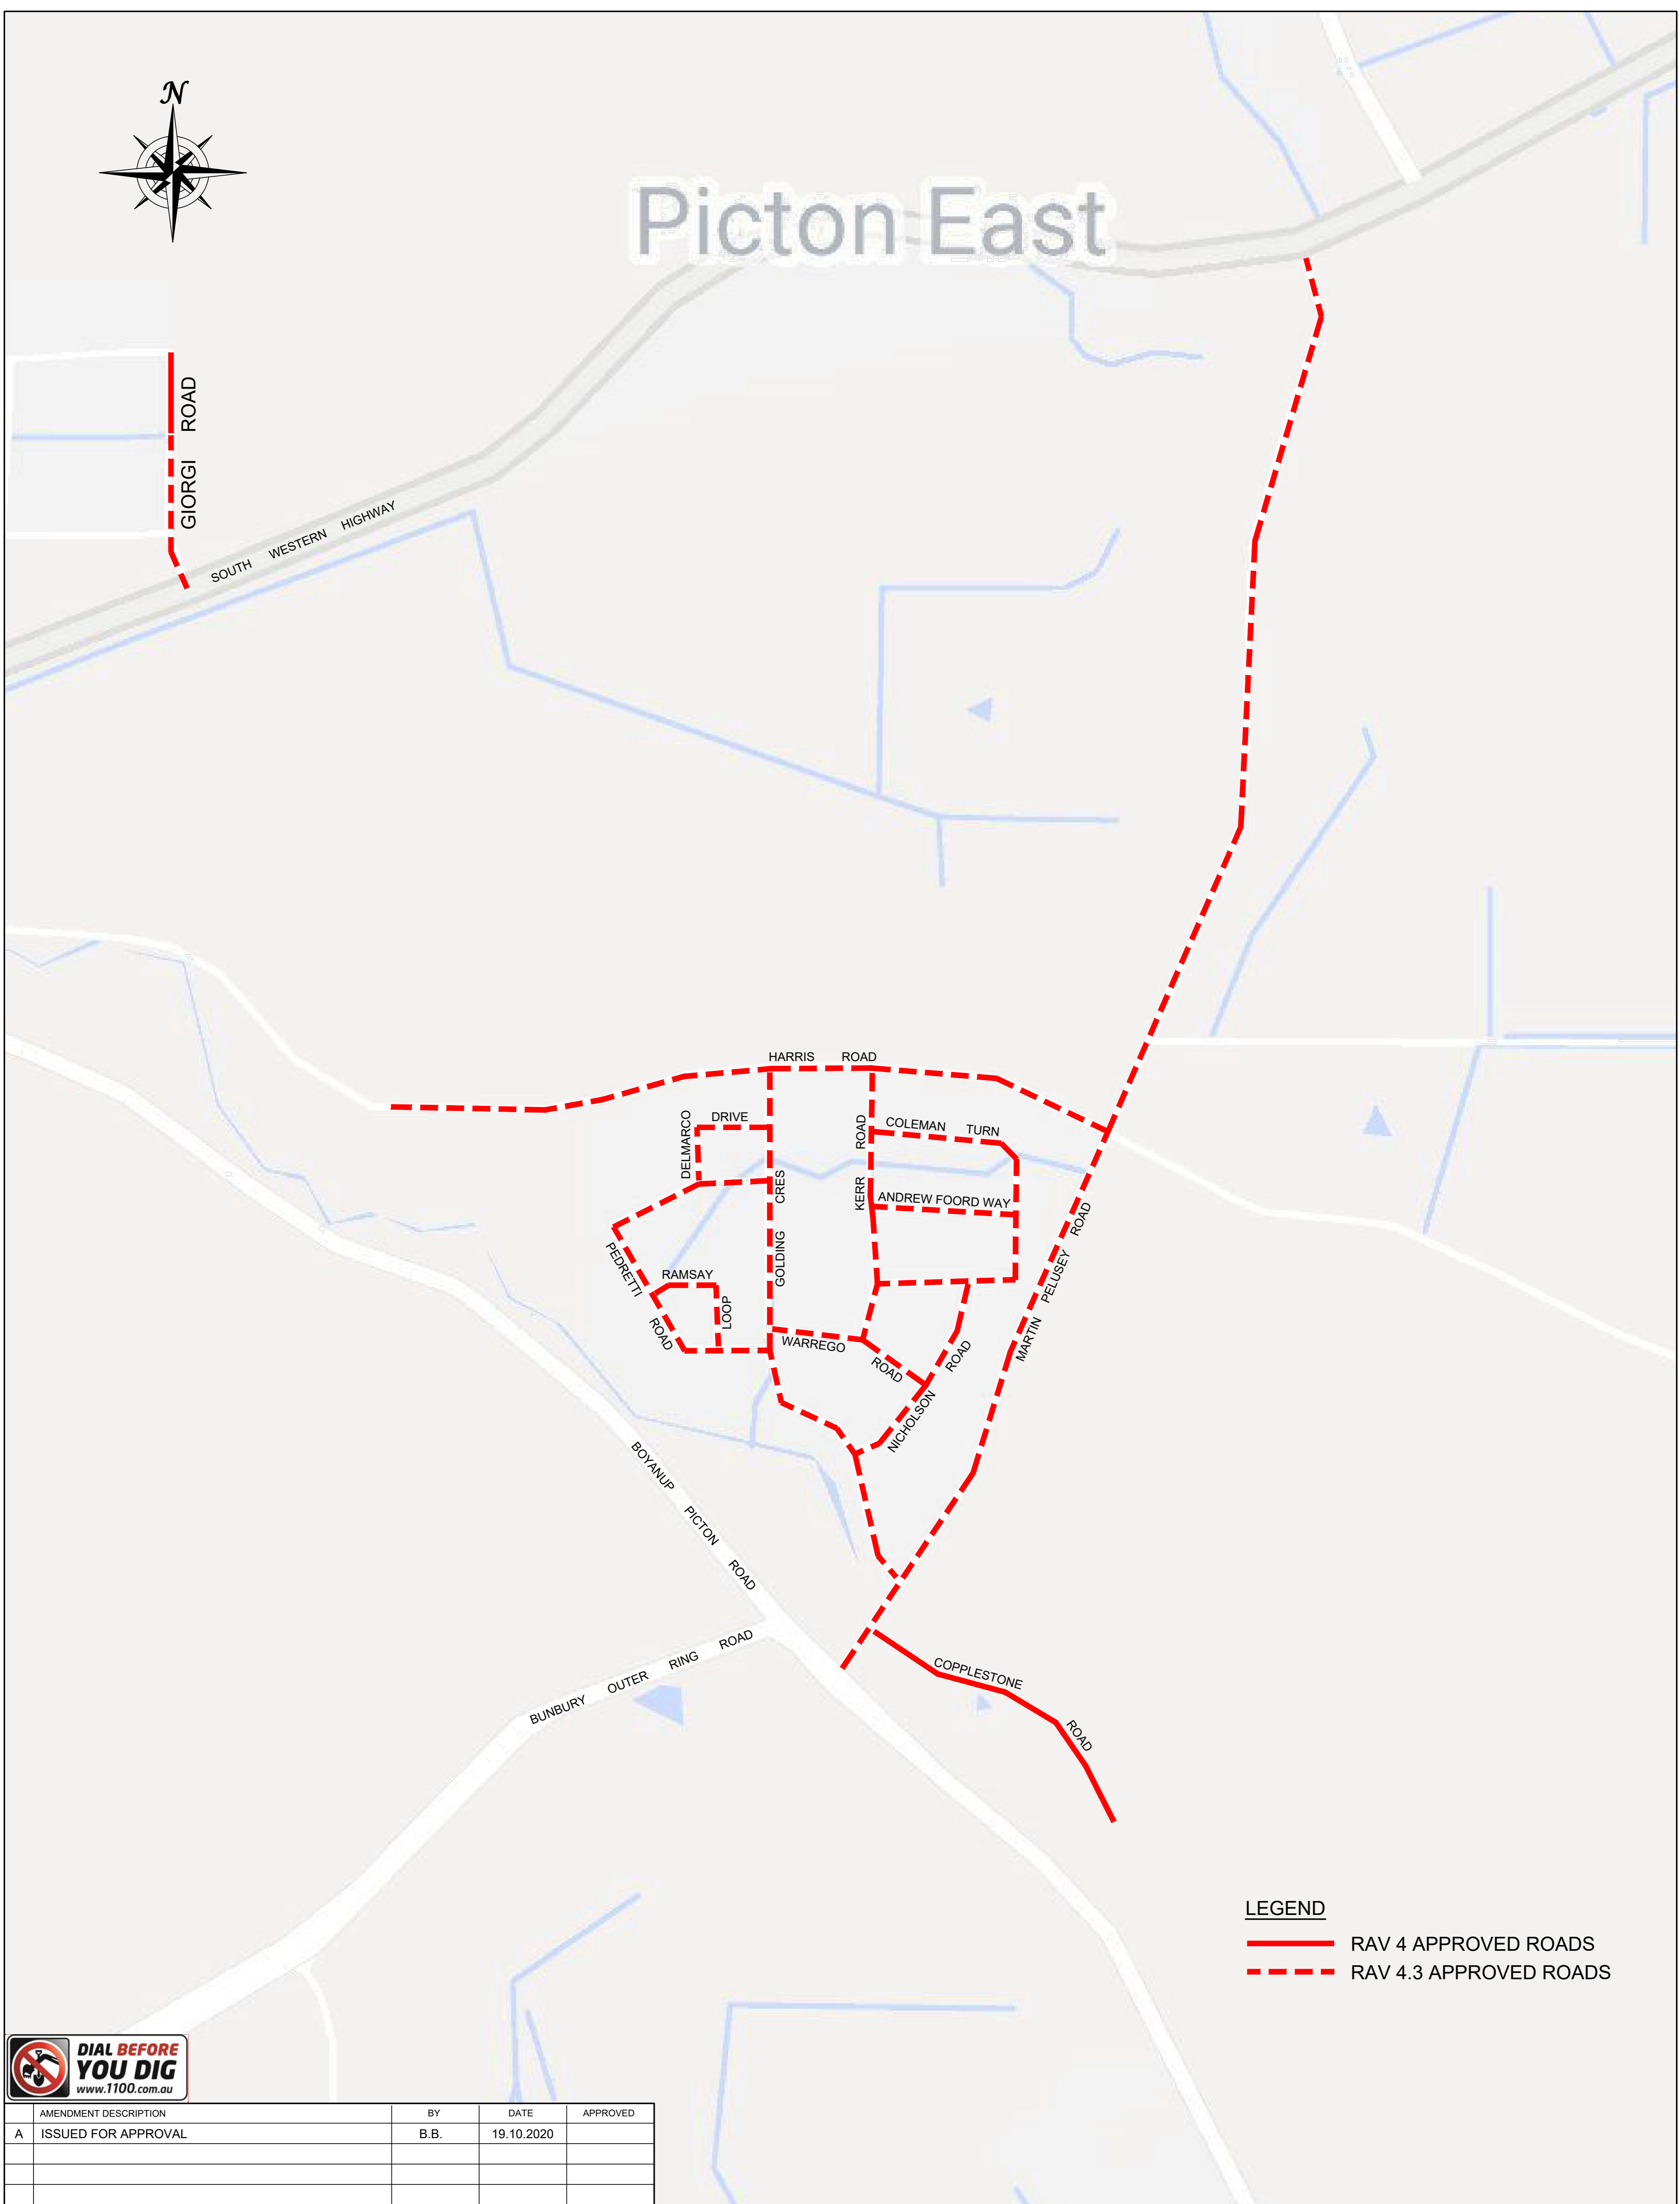 N
Picton East
GIORGI ROAD
SOUTH WESTERN HIGHWAY
HARRIS ROAD
DELMARCO DRIVE
COLEMAN TURN
KERR ROAD
ANDREW FOORD WAY
GOLDING CRES
PEDRETTI ROAD
RAMSAY LOOP
WARREGO ROAD
NICHOLSON ROAD
MARTIN PELUSEY ROAD
BOYANUP PICTON ROAD
BUNBURY OUTER RING ROAD
COPPLESTONE ROAD
LEGEND
RAV 4 APPROVED ROADS
RAV 4.3 APPROVED ROADS
DIAL BEFORE
YOU DIG
www.1100.com.au
AMENDMENT DESCRIPTION BY DATE APPROVED
A ISSUED FOR APPROVAL B.B. 19.10.2020